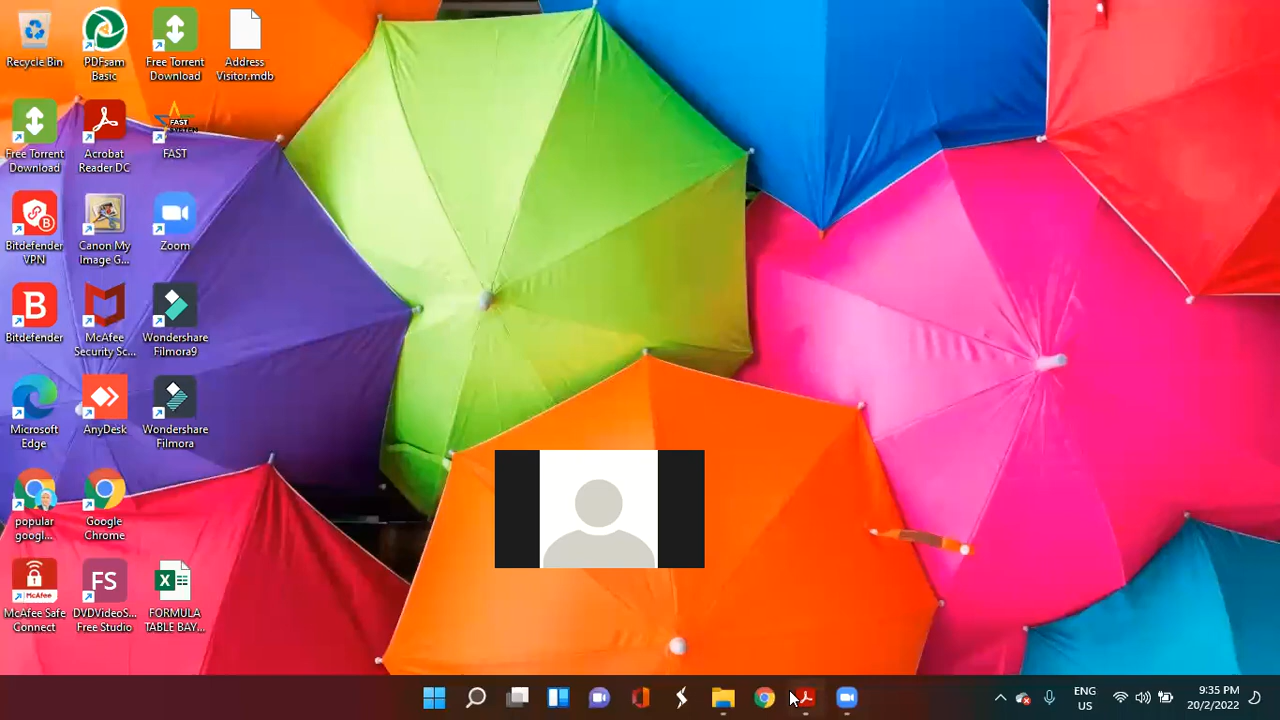 Recycle Bin
PDFsam
Basic
Free Torrent
Download
Address
Visitor.mdb
Free Torrent
Download
Acrobat
Reader DC
FAST
FAST
Bitdefender
VPN
Canon My
Image G...
Zoom
B
Bitdefender
McAfee
Security Sc...
Wondershare
Filmora9
Microsoft
Edge
AnyDesk
Wondershare
Filmora
popular
googl...
Google
Chrome
McAfee
McAfee Safe
Connect
FS
DVDVideoS...
Free Studio
X
FORMULA
TABLE BAY...
ENG
US
9:35 PM
20/2/2022